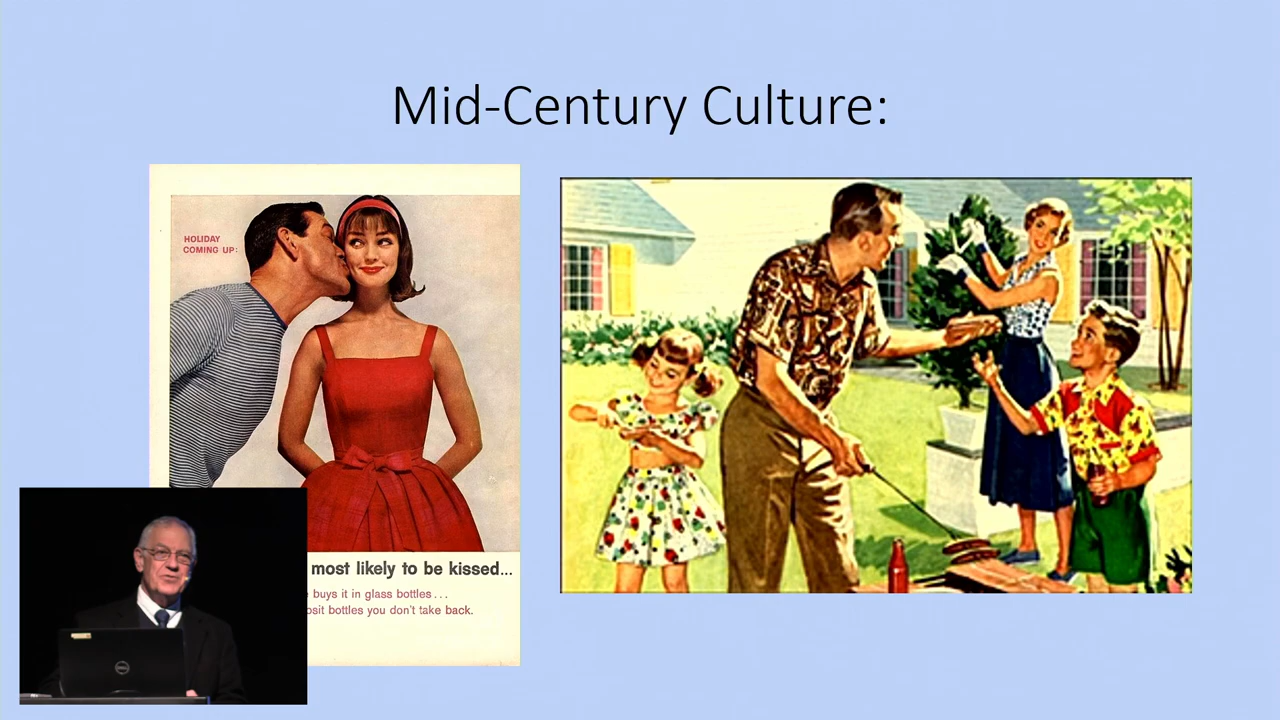 Mid-Century Culture:
HOLIDAY
COMING UP:
most likely to be kissed...
buys it in glass bottles...
bottles you don't take back.
DELL